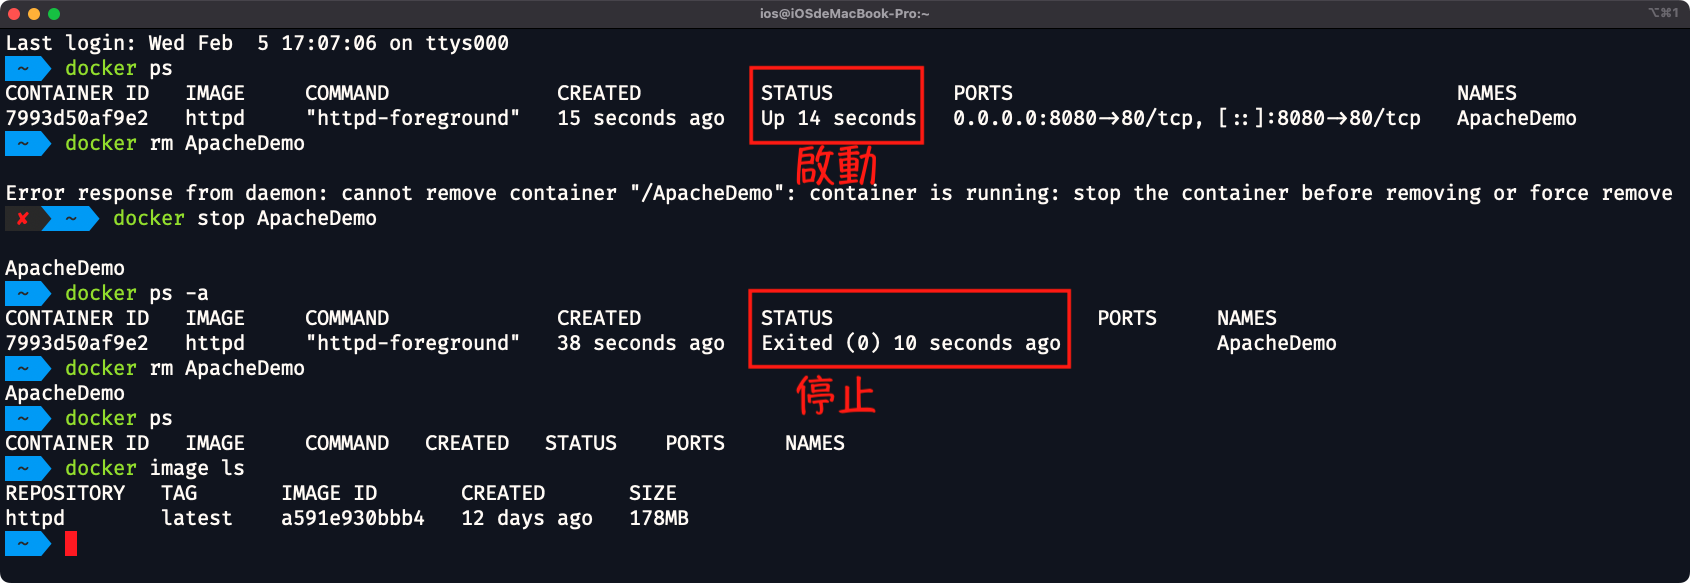 ios@iOSdeMacBook-Pro:~
⌥⌘1
Last login: Wed Feb  5 17:07:06 on ttys000
~ docker ps
CONTAINER ID   IMAGE     COMMAND              CREATED          STATUS          PORTS                                     NAMES
7993d50af9e2   httpd     "httpd-foreground"   15 seconds ago   Up 14 seconds   0.0.0.0:8080->80/tcp, [::]:8080->80/tcp   ApacheDemo
~ docker rm ApacheDemo
啟動
Error response from daemon: cannot remove container "/ApacheDemo": container is running: stop the container before removing or force remove
✘ ~ docker stop ApacheDemo
ApacheDemo
~ docker ps -a
CONTAINER ID   IMAGE     COMMAND              CREATED          STATUS                      PORTS     NAMES
7993d50af9e2   httpd     "httpd-foreground"   38 seconds ago   Exited (0) 10 seconds ago             ApacheDemo
~ docker rm ApacheDemo
ApacheDemo
停止
~ docker ps
CONTAINER ID   IMAGE     COMMAND   CREATED   STATUS    PORTS     NAMES
~ docker image ls
REPOSITORY   TAG       IMAGE ID       CREATED       SIZE
httpd        latest    a591e930bbb4   12 days ago   178MB
~